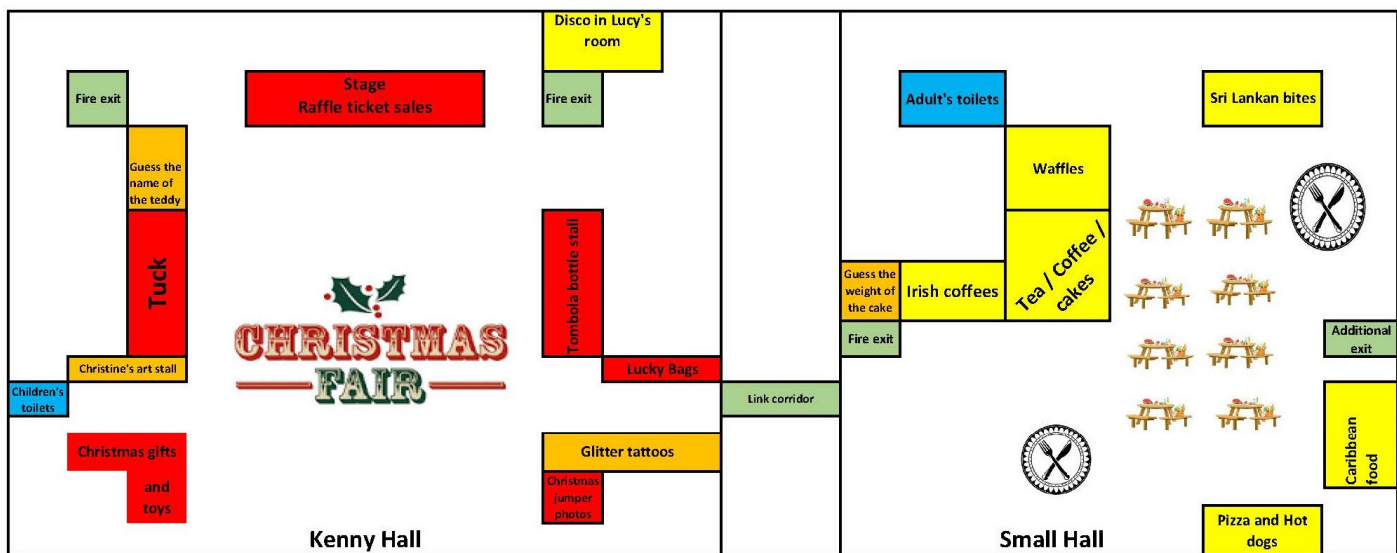 Disco in Lucy's
room
Fire exit
Stage
Raffle ticket sales
Fire exit
Guess the
name of
the teddy
Tuck
Christine's art stall
Children's
toilets
Christmas gifts
and
toys
CHRISTMAS
FAIR
Tombola bottle stall
Lucky Bags
Glitter tattoos
Christmas
jumper
photos
Kenny Hall
Link corridor
Adult's toilets
Sri Lankan bites
Waffles
Tea / Coffee /
cakes
Guess the
weight of
the cake
Irish coffees
Fire exit
Additional
exit
Caribbean
food
Pizza and Hot
dogs
Small Hall